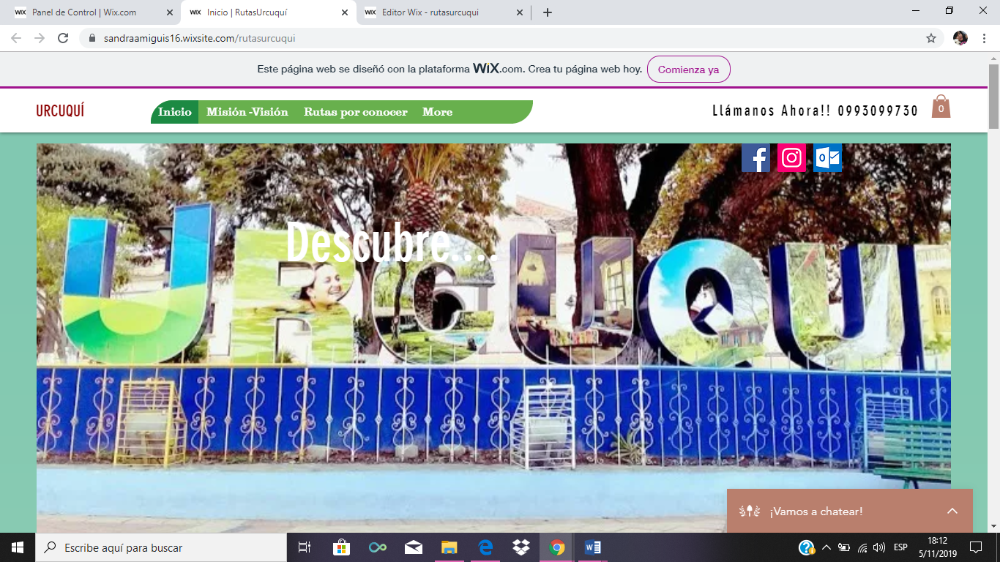 Panel de Control | Wix.com
Inicio | RutasUrcuquí
Editor Wix - rutasurcuqui
sandraamiguis16.wixsite.com/rutasurcuqui
Este página web se diseñó con la plataforma WiX.com. Crea tu página web hoy.
Comienza ya
URCUQUÍ
Inicio
Misión -Visión
Rutas por conocer
More
Llámanos Ahora!! 0993099730
0
Descubre....
URCUQUI
¡Vamos a chatear!
Escribe aquí para buscar
ESP
18:12
5/11/2019